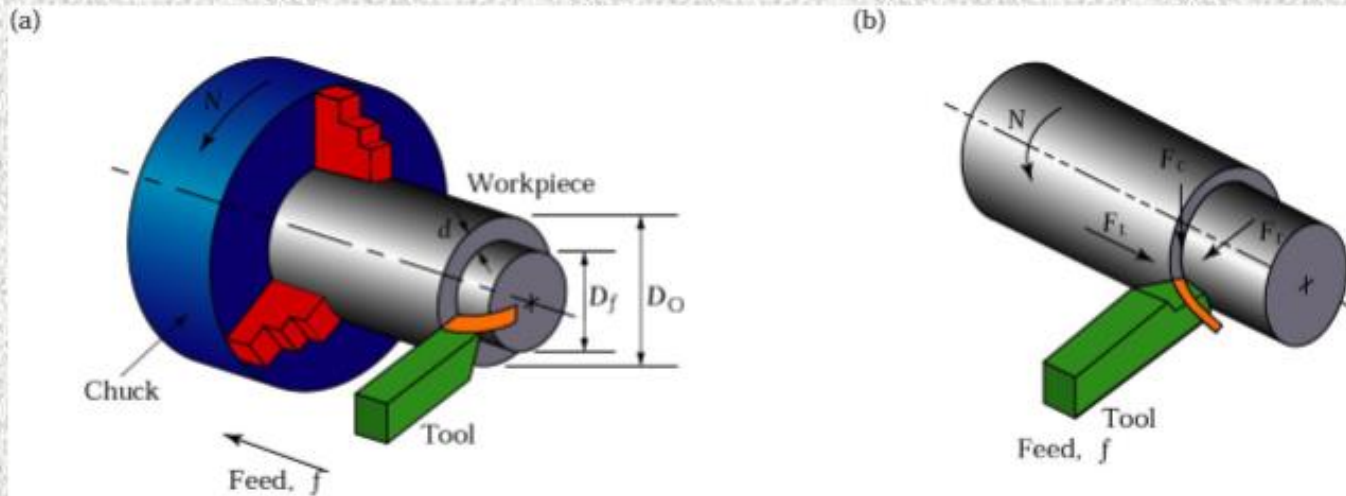 (a)
N
Workpiece
d
D_f
D_O
Chuck
Tool
Feed, f
(b)
N
F_c
F_t
F_r
Tool
Feed, f